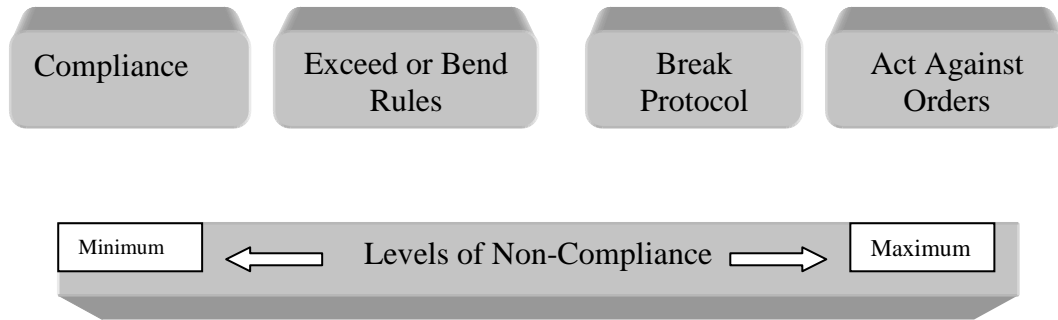 Compliance
Exceed or Bend
Rules
Break
Protocol
Act Against
Orders
Minimum
Levels of Non-Compliance
Maximum